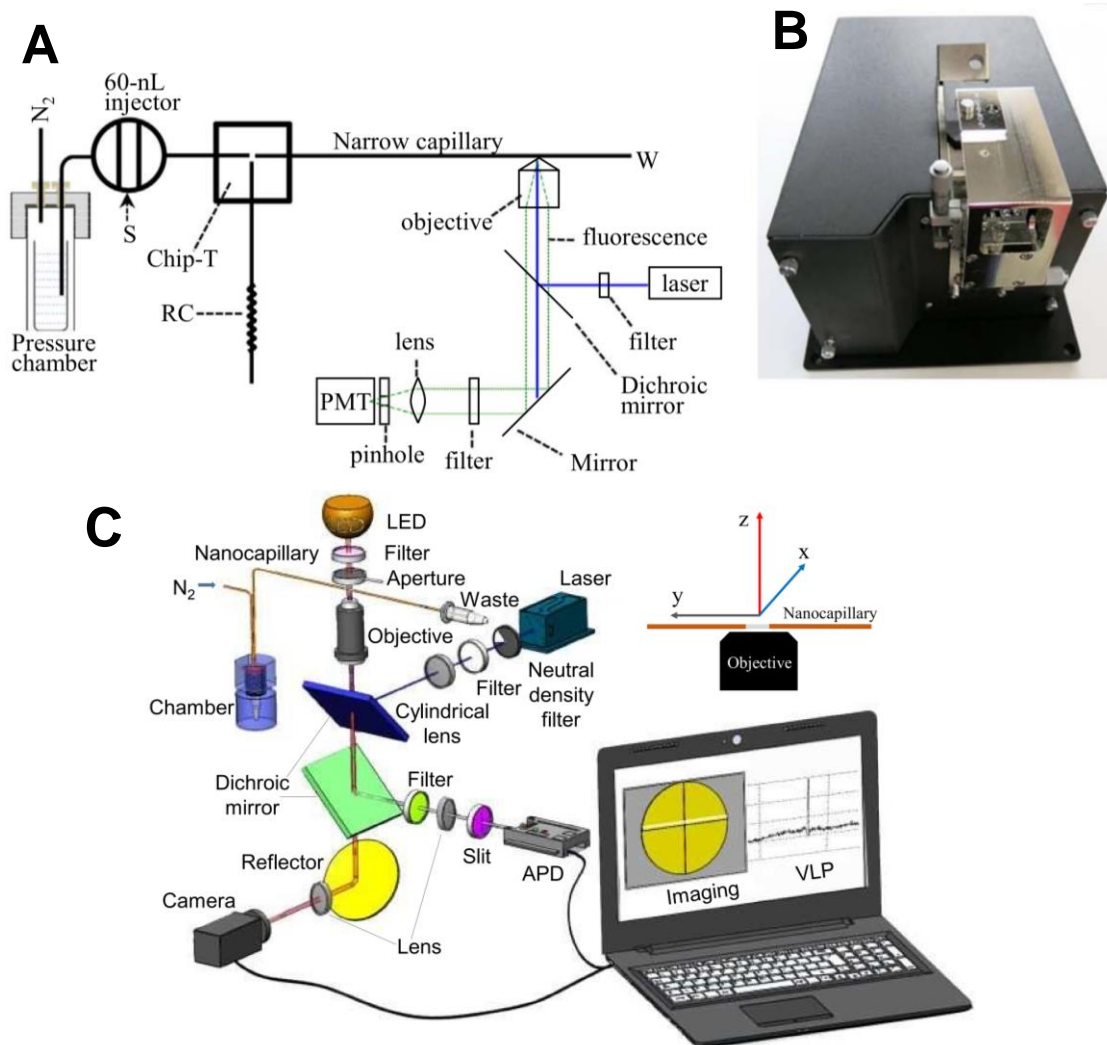 A
B
60-nL
injector
N2
Narrow capillary
W
objective
S
fluorescence
Chip-T
laser
RC
filter
Pressure
chamber
lens
Dichroic
mirror
PMT
pinhole
filter
Mirror
C
LED
Nanocapillary
Filter
Aperture
Laser
N2
Waste
Objective
Neutral
density
filter
Filter
Chamber
Cylindrical
lens
Dichroic
mirror
Filter
Reflector
Slit
APD
Camera
Lens
z
x
y
Nanocapillary
Objective
Imaging
VLP